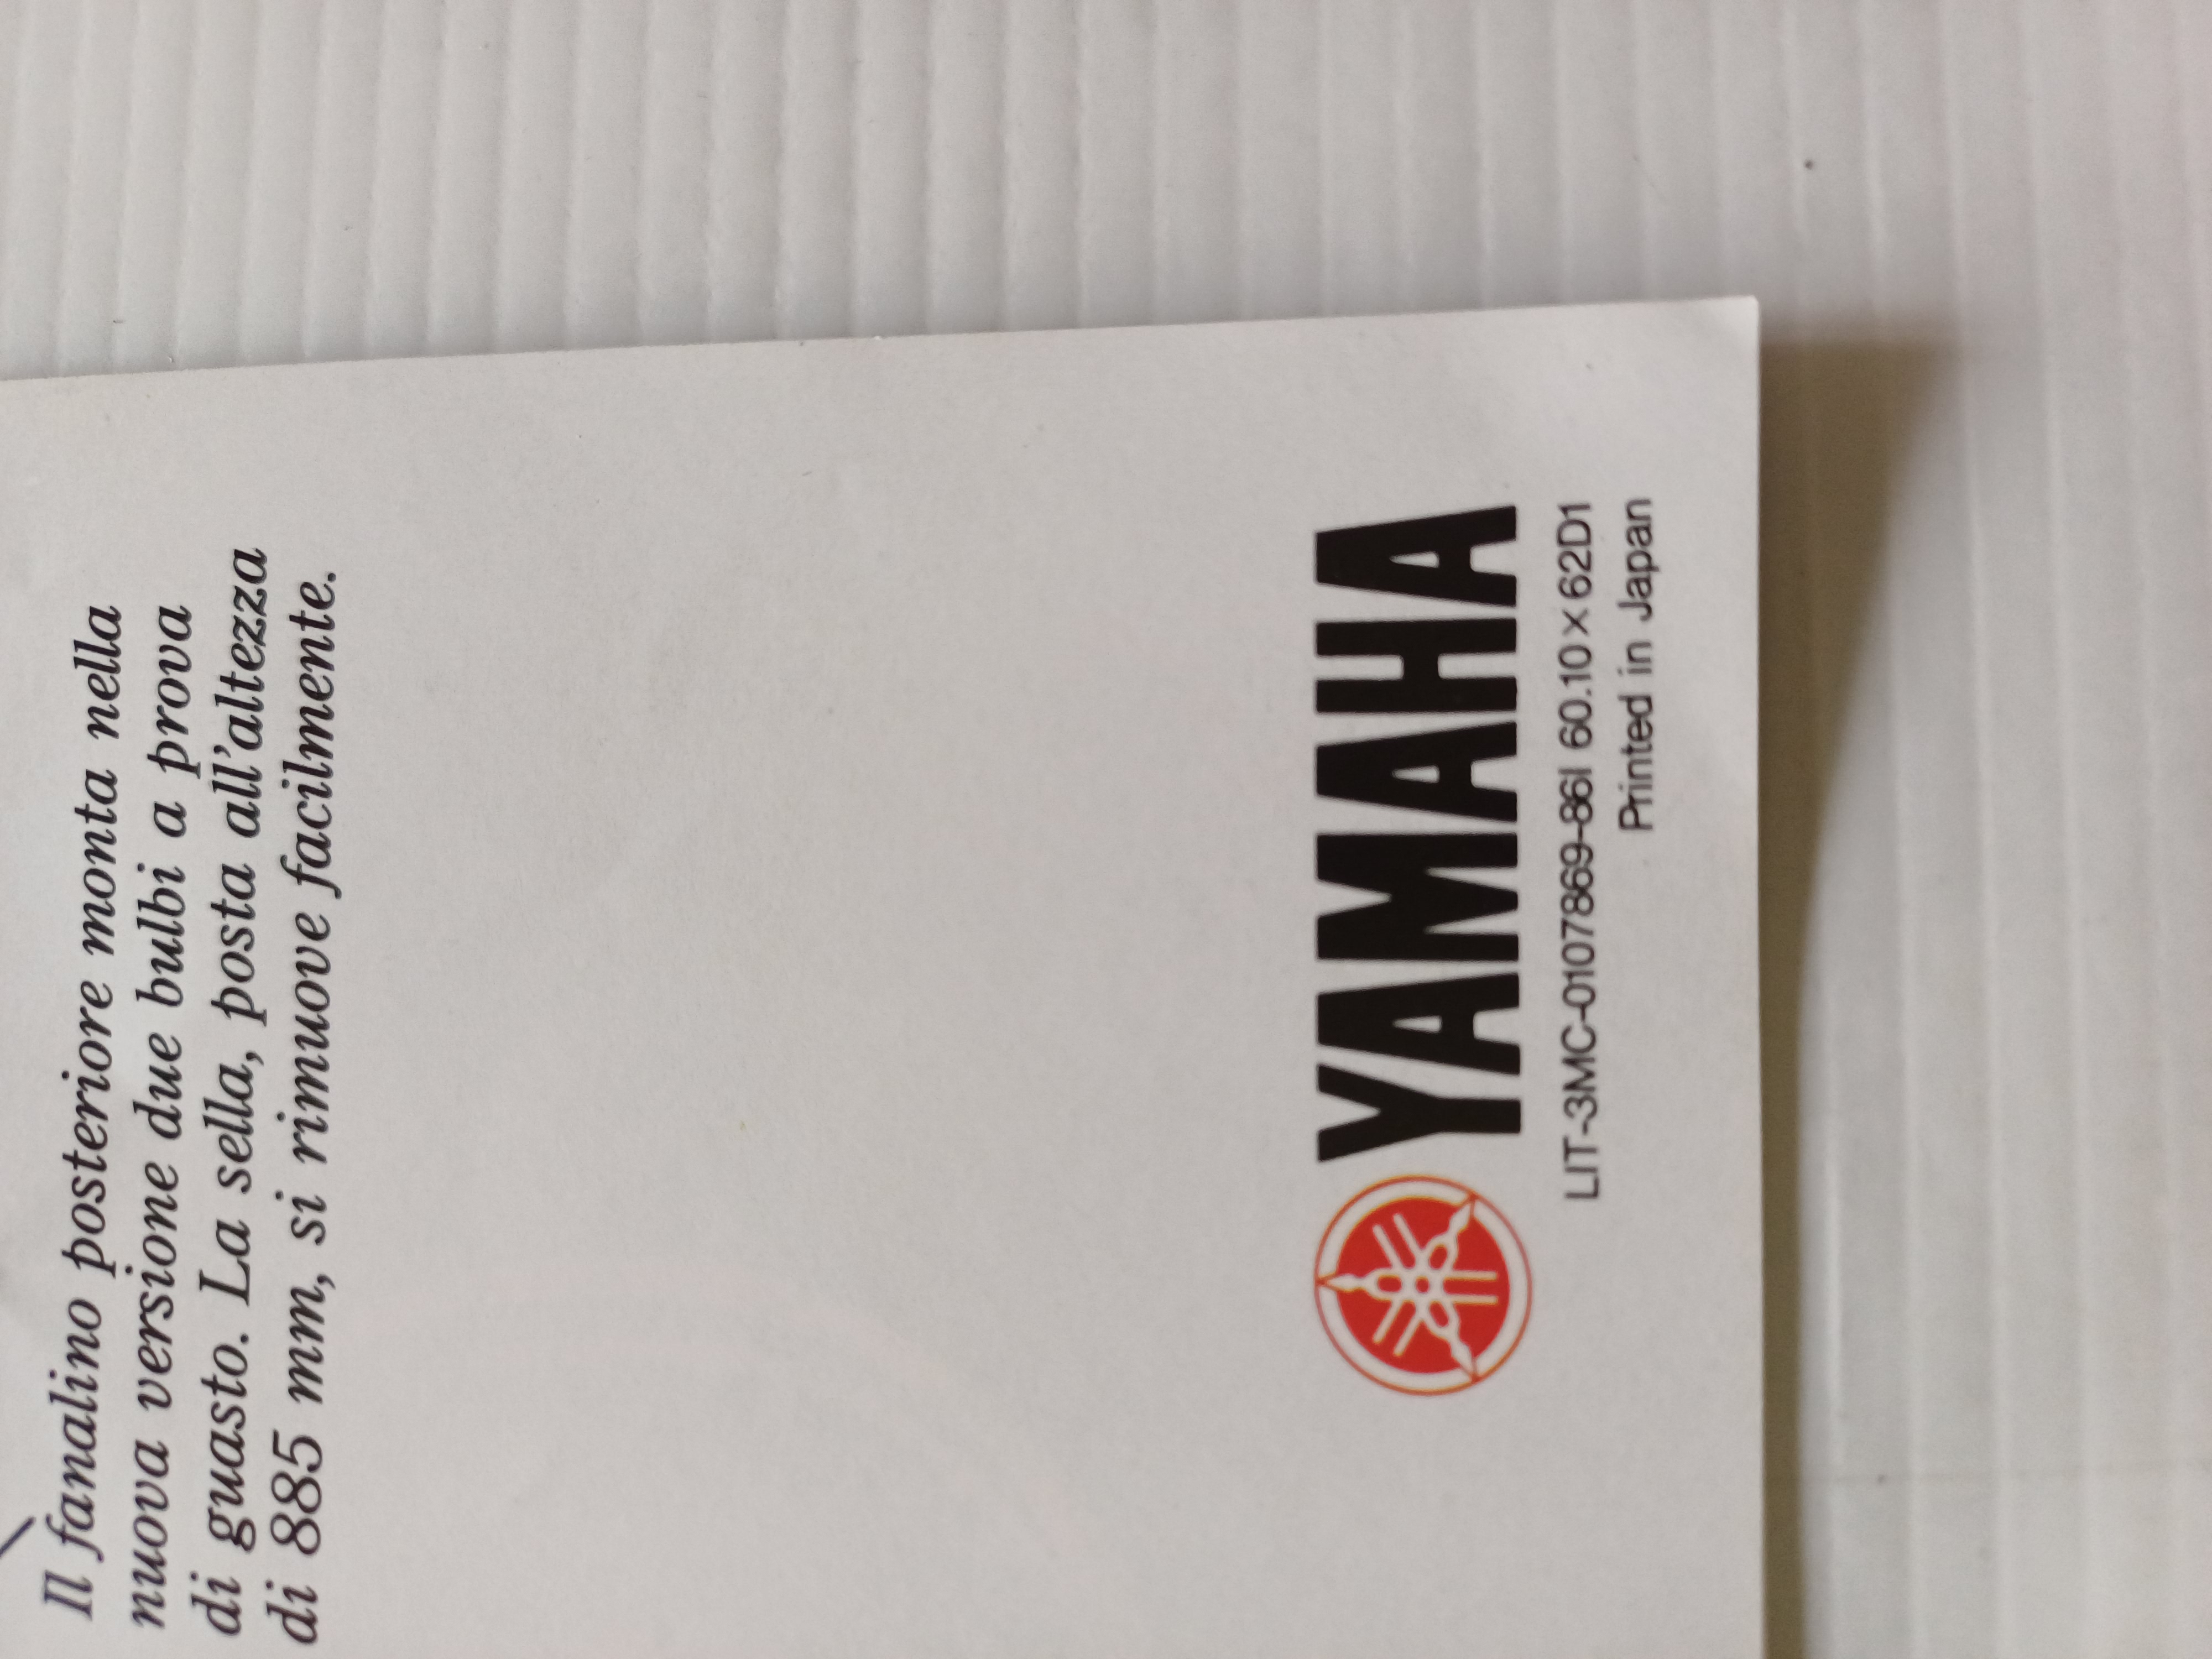 Il fanalino posteriore monta nella
nuova versione due bulbi a prova
di guasto. La sella, posta all'altezza
di 885 mm, si rimuove facilmente.
YAMAHA
LIT-3MC-0107869-86I 60.10×62D1
Printed in Japan